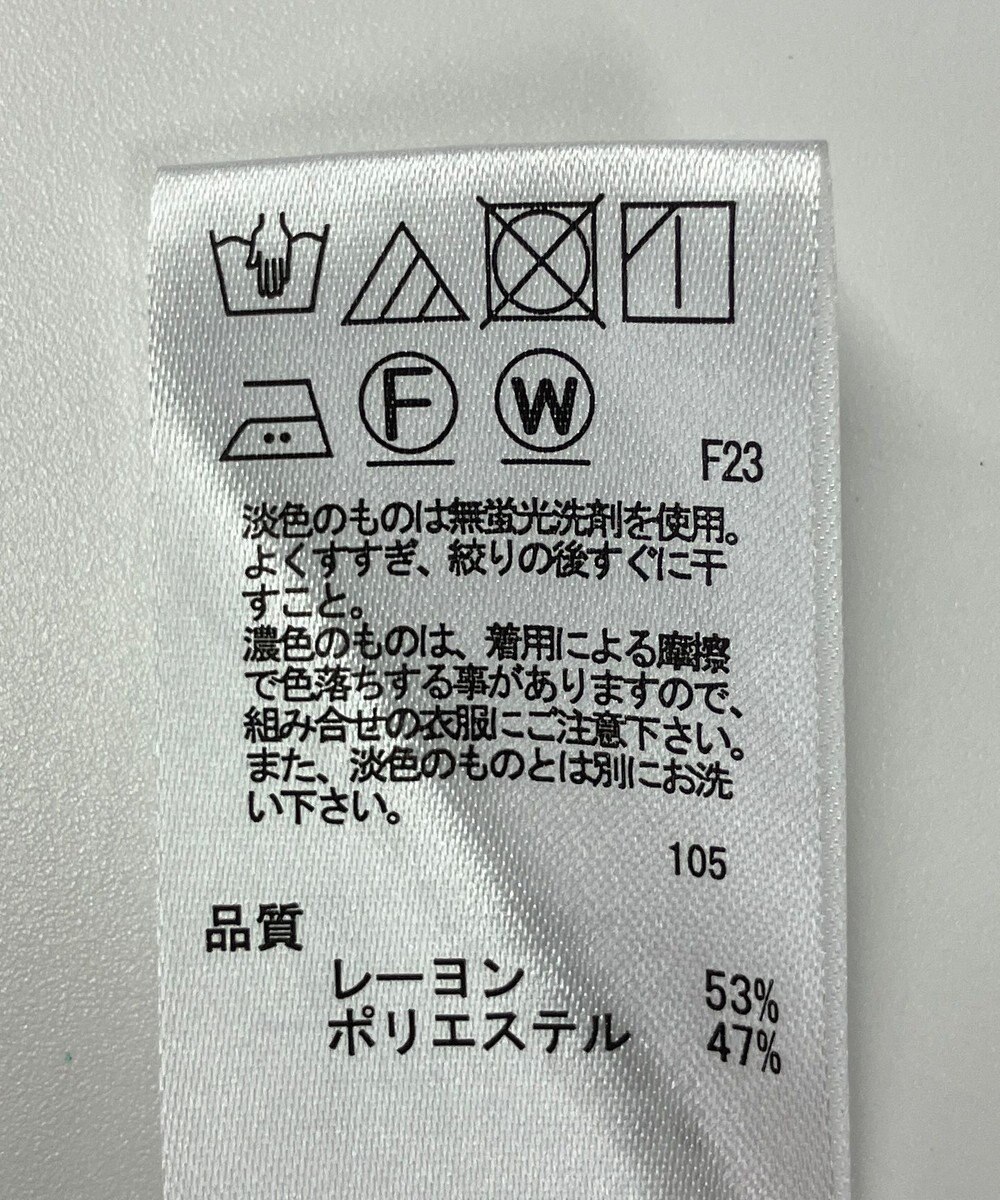 F
W
F23
淡色のものは無蛍光洗剤を使用。
よくすすぎ、絞りの後すぐに干
すこと。
濃色のものは、着用による摩擦
で色落ちする事がありますので、
組み合せの衣服にご注意下さい。
また、淡色のものとは別にお洗
い下さい。
105
品質
レーヨン 53%
ポリエステル 47%